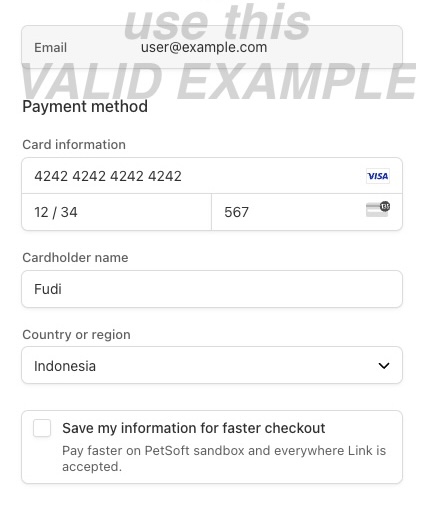 use this
Email user@example.com
VALID EXAMPLE
Payment method
Card information
4242 4242 4242 4242 VISA
12 / 34 567
Cardholder name
Fudi
Country or region
Indonesia
Save my information for faster checkout
Pay faster on PetSoft sandbox and everywhere Link is
accepted.